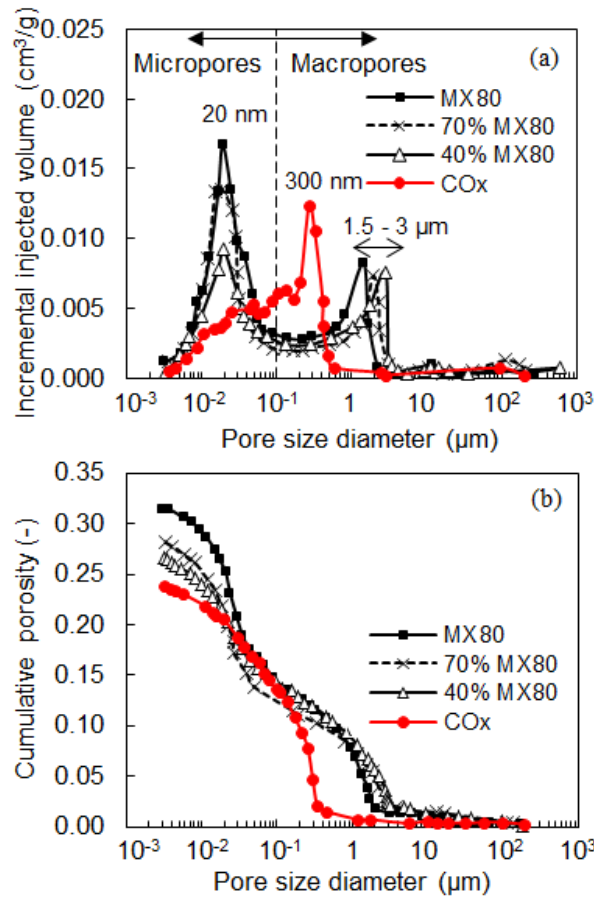 0.025
0.020
0.015
0.010
0.005
0.000
Incremental injected volume (cm³/g)
(a)
Micropores
Macropores
20 nm
300 nm
1.5 - 3 µm
MX80
70% MX80
40% MX80
COx
10⁻³ 10⁻² 10⁻¹ 1 10 10² 10³
Pore size diameter (µm)
0.35
0.30
0.25
0.20
0.15
0.10
0.05
0.00
Cumulative porosity (-)
(b)
MX80
70% MX80
40% MX80
COx
10⁻³ 10⁻² 10⁻¹ 1 10 10² 10³
Pore size diameter (µm)